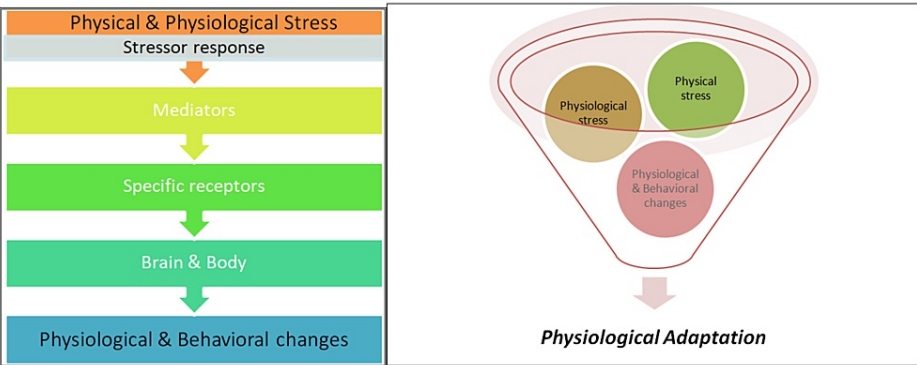 Physical & Physiological Stress
Stressor response
Mediators
Specific receptors
Brain & Body
Physiological & Behavioral changes
Physiological
stress
Physical
stress
Physiological
& Behavioral
changes
Physiological Adaptation